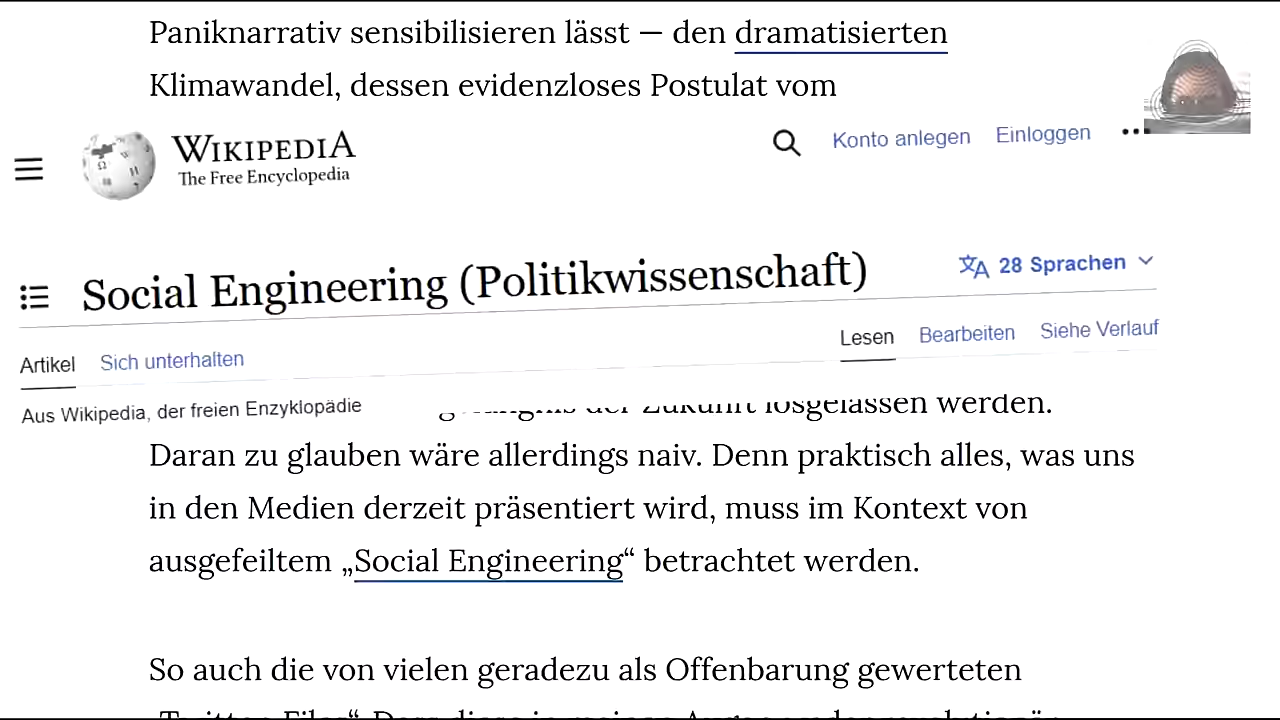 Paniknarrativ sensibilisieren lässt — den dramatisierten
Klimawandel, dessen evidenzloses Postulat vom
WIKIPEDIA
The Free Encyclopedia
Konto anlegen Einloggen
Social Engineering (Politikwissenschaft)
28 Sprachen
Artikel Sich unterhalten
Lesen Bearbeiten Siehe Verlauf
Aus Wikipedia, der freien Enzyklopädie
der Zukunft losgelassen werden.
Daran zu glauben wäre allerdings naiv. Denn praktisch alles, was uns
in den Medien derzeit präsentiert wird, muss im Kontext von
ausgefeiltem „Social Engineering“ betrachtet werden.
So auch die von vielen geradezu als Offenbarung gewerteten